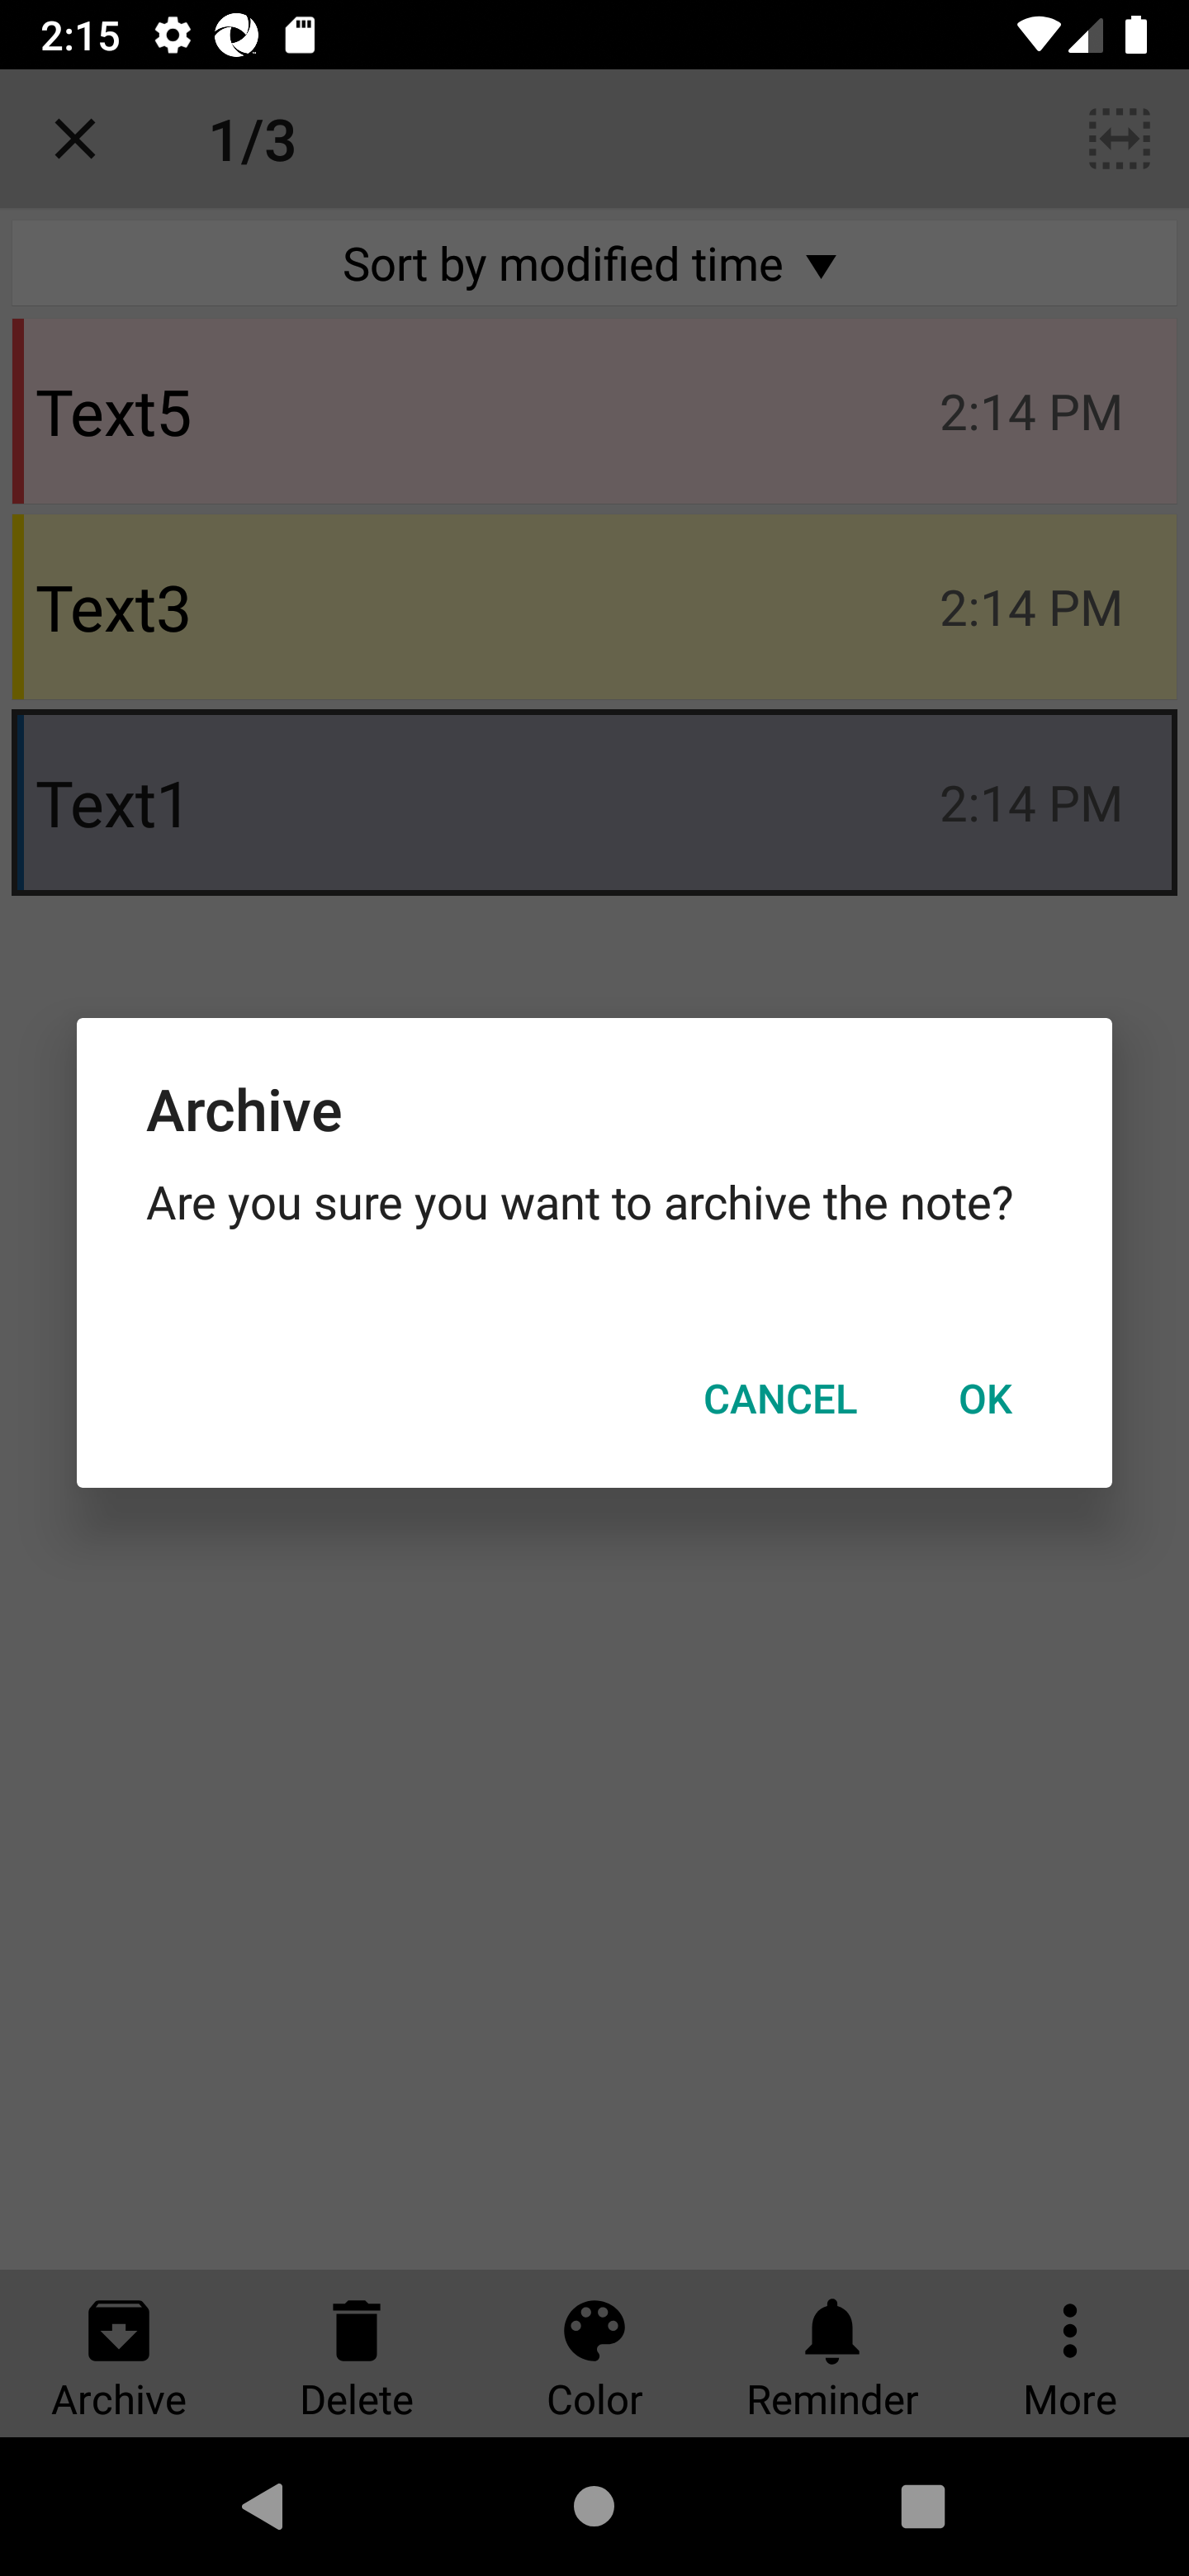 2:15
1/3
Sort by modified time
Text5 2:14 PM
Text3 2:14 PM
Text1 2:14 PM
Archive
Are you sure you want to archive the note?
CANCEL OK
Archive Delete Color Reminder More